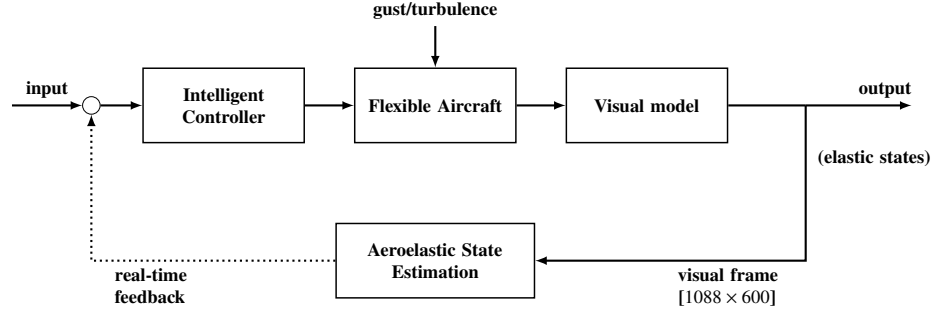 gust/turbulence
input
Intelligent
Controller
Flexible Aircraft
Visual model
output
(elastic states)
Aeroelastic State
Estimation
real-time
feedback
visual frame
[1088 × 600]